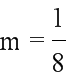 m = 1/8